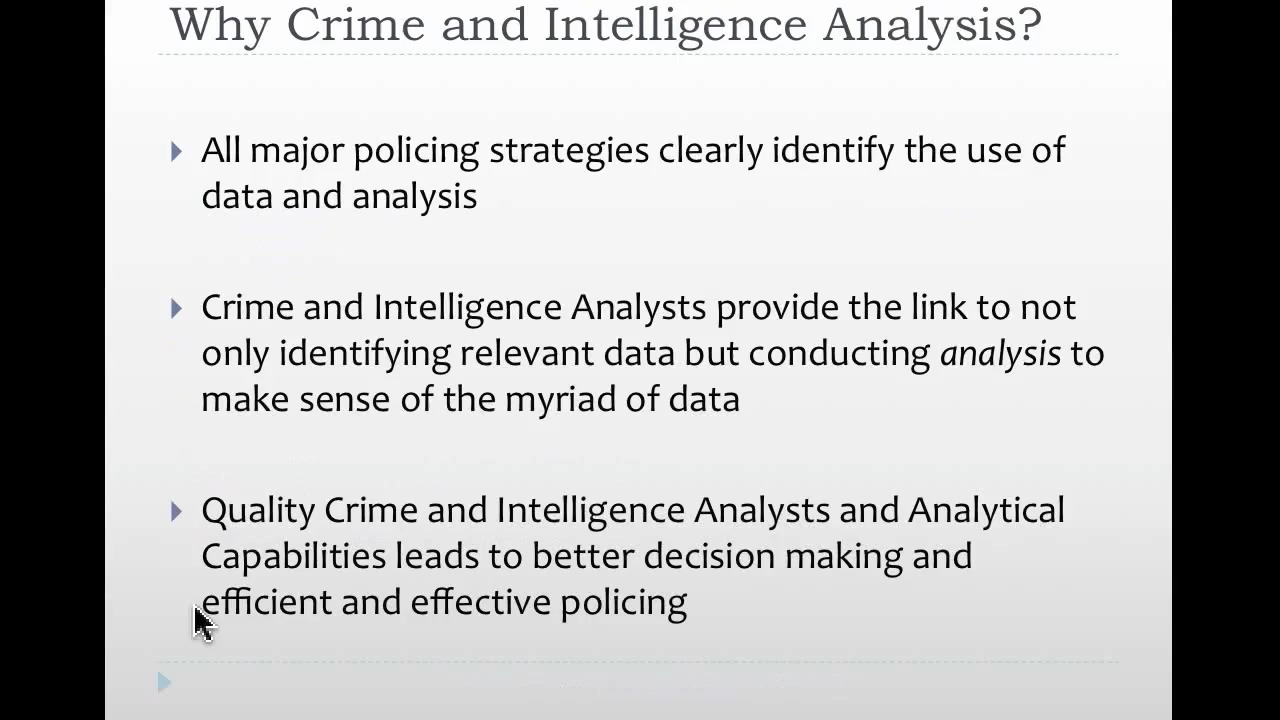 Why Crime and Intelligence Analysis?
All major policing strategies clearly identify the use of
data and analysis
Crime and Intelligence Analysts provide the link to not
only identifying relevant data but conducting analysis to
make sense of the myriad of data
Quality Crime and Intelligence Analysts and Analytical
Capabilities leads to better decision making and
efficient and effective policing